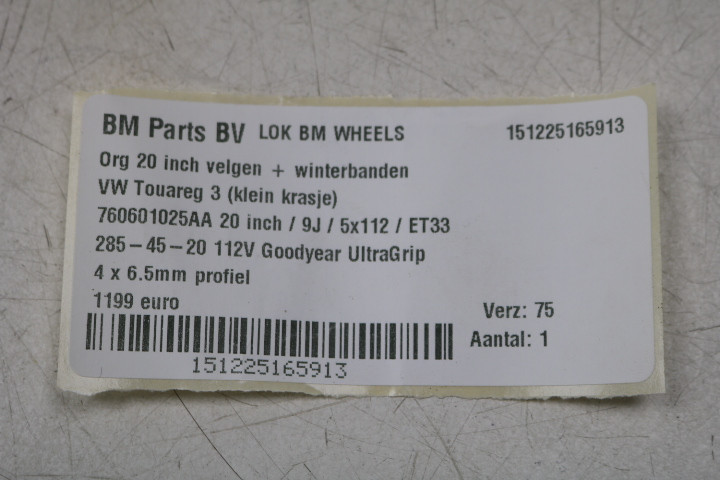 BM Parts BV LOK BM WHEELS 151225165913
Org 20 inch velgen + winterbanden
VW Touareg 3 (klein krasje)
760601025AA 20 inch / 9J / 5x112 / ET33
285-45-20 112V Goodyear UltraGrip
4 x 6.5mm profiel
1199 euro
Verz: 75
Aantal: 1
151225165913